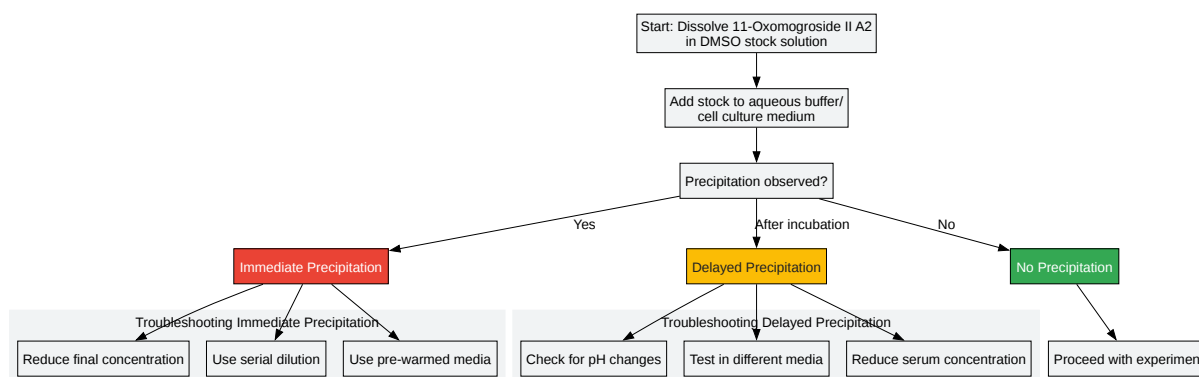 Start: Dissolve 11-Oxomogroside II A2
in DMSO stock solution
Add stock to aqueous buffer/
cell culture medium
Precipitation observed?
Yes
After incubation
No
Immediate Precipitation
Delayed Precipitation
No Precipitation
Troubleshooting Immediate Precipitation
Troubleshooting Delayed Precipitation
Reduce final concentration
Use serial dilution
Use pre-warmed media
Check for pH changes
Test in different media
Reduce serum concentration
Proceed with experimen